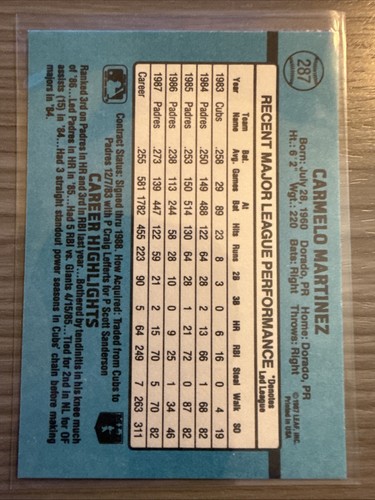 287
CARMELO MARTINEZ
Born: July 28, 1960 Dorado, PR Home: Dorado, PR
Ht.: 6' 2" Wgt.: 220 Bats: Right Throws: Right
© 1987 LEAF, INC.
Printed in USA
RECENT MAJOR LEAGUE PERFORMANCE
*Denotes
Led League
Team Bat. At
Year Name Avg. Games Bat Hits Runs 2B 3B HR RBI Steal Walk SO
1983 Cubs .258 29 89 23 8 3 0 6 16 0 4 19
1984 Padres .250 149 488 122 64 28 2 13 66 1 68 82
1985 Padres .253 150 514 130 64 28 1 21 72 0 87 82
1986 Padres .238 113 244 58 28 10 0 9 25 1 34 46
1987 Padres .273 139 447 122 59 21 2 15 70 5 70 82
Career .255 581 1782 455 223 90 5 64 249 7 263 311
Contract Status: Signed thru 1988 How Acquired: Traded from Cubs to
Padres 12/7/83 with P Craig Lefferts for P Scott Sanderson
CAREER HIGHLIGHTS
Ranked 3rd on Padres in HR and 3rd in RBI last year...Bothered by tendinitis in his knee much
of '86...Led Padres in HR in '85...Had 5 RBI vs. Giants 4/15/85...Tied for 2nd in NL for OF
assists (15) in '84...Had 3 straight standout power seasons in Cubs' chain before making
majors in '84.